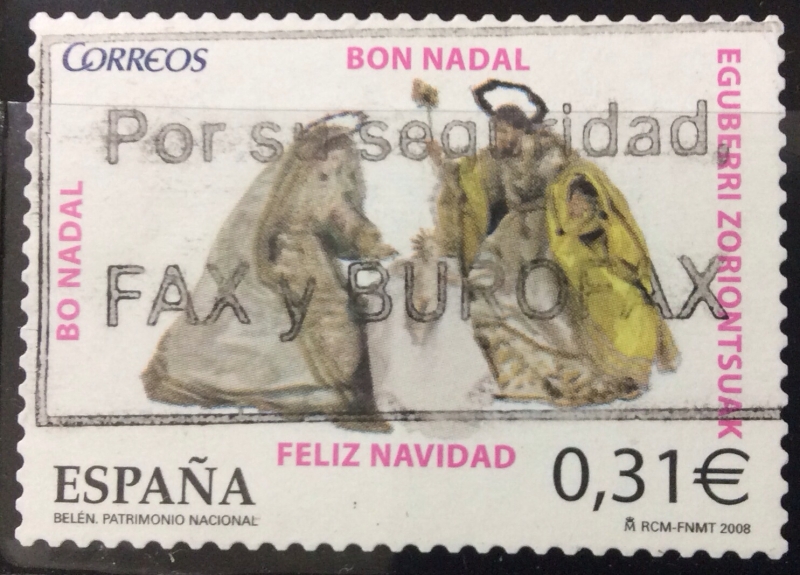 CORREOS
BON NADAL
EGUBERRI ZORIONTSUAK
Por su seguridad,
BO NADAL
FAX y BUROFAX
FELIZ NAVIDAD
ESPAÑA
0,31€
BELÉN. PATRIMONIO NACIONAL
M RCM-FNMT 2008